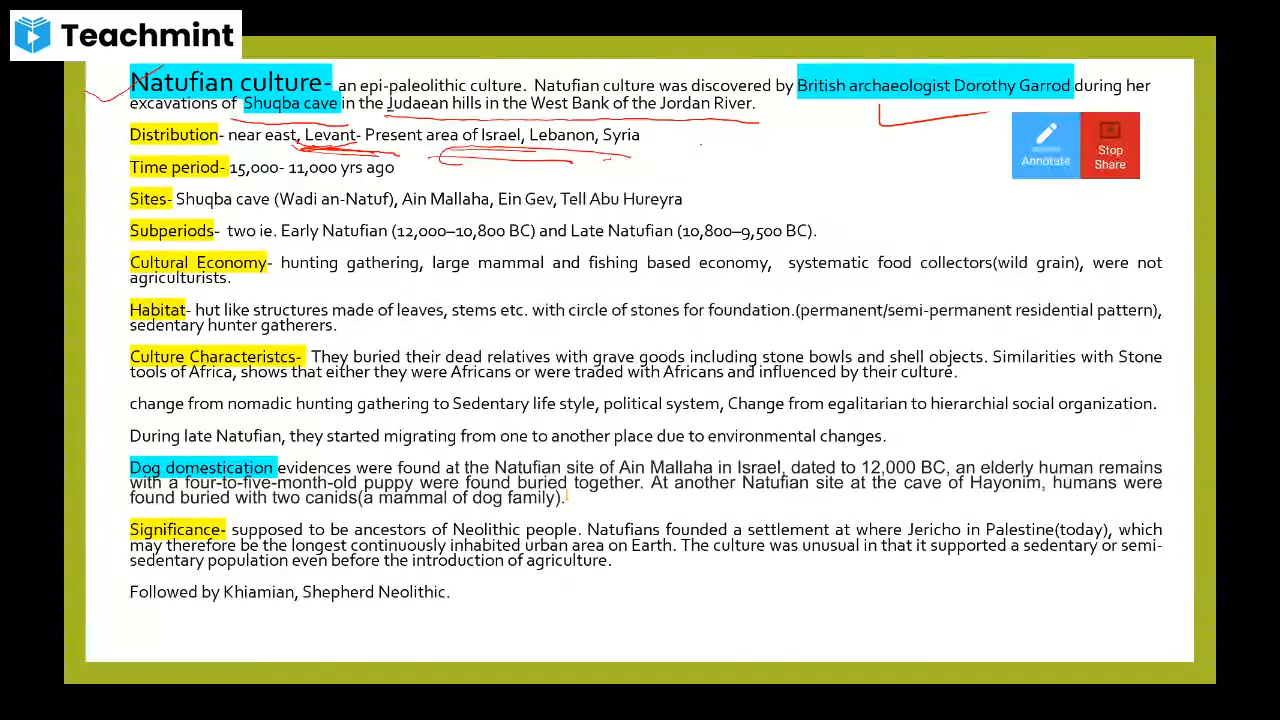 Teachmint
Natufian culture- an epi-paleolithic culture. Natufian culture was discovered by British archaeologist Dorothy Garrod during her
excavations of Shuqba cave in the Judaean hills in the West Bank of the Jordan River.
Distribution- near east, Levant- Present area of Israel, Lebanon, Syria
Annotate
Stop
Share
Time period- 15,000- 11,000 yrs ago
Sites- Shuqba cave (Wadi an-Natuf), Ain Mallaha, Ein Gev, Tell Abu Hureyra
Subperiods- two ie. Early Natufian (12,000–10,800 BC) and Late Natufian (10,800–9,500 BC).
Cultural Economy- hunting gathering, large mammal and fishing based economy, systematic food collectors(wild grain), were not
agriculturists.
Habitat- hut like structures made of leaves, stems etc. with circle of stones for foundation.(permanent/semi-permanent residential pattern),
sedentary hunter gatherers.
Culture Characteristcs- They buried their dead relatives with grave goods including stone bowls and shell objects. Similarities with Stone
tools of Africa, shows that either they were Africans or were traded with Africans and influenced by their culture.
change from nomadic hunting gathering to Sedentary life style, political system, Change from egalitarian to hierarchial social organization.
During late Natufian, they started migrating from one to another place due to environmental changes.
Dog domestication evidences were found at the Natufian site of Ain Mallaha in Israel, dated to 12,000 BC, an elderly human remains
with a four-to-five-month-old puppy were found buried together. At another Natufian site at the cave of Hayonim, humans were
found buried with two canids(a mammal of dog family).
Significance- supposed to be ancestors of Neolithic people. Natufians founded a settlement at where Jericho in Palestine(today), which
may therefore be the longest continuously inhabited urban area on Earth. The culture was unusual in that it supported a sedentary or semi-
sedentary population even before the introduction of agriculture.
Followed by Khiamian, Shepherd Neolithic.